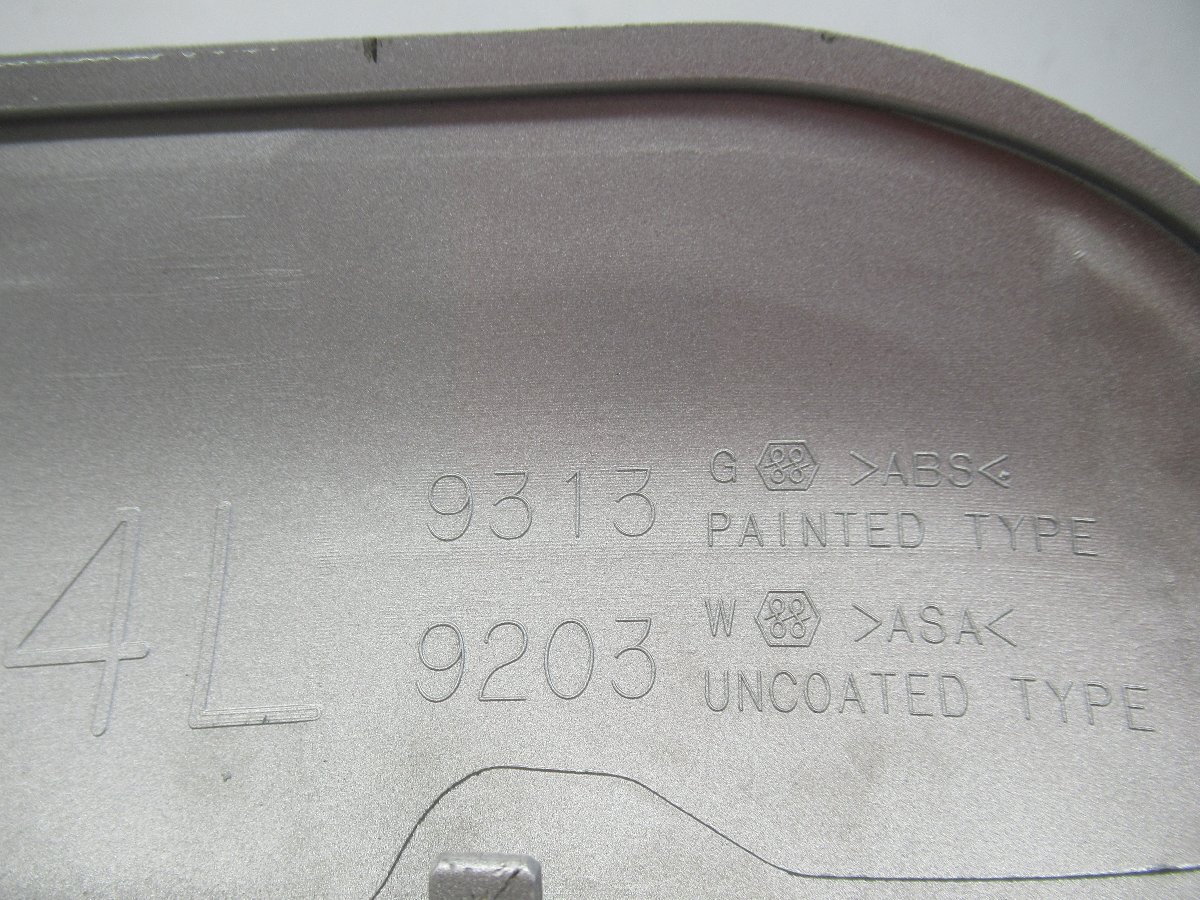 4L
9313
G >ABS<
PAINTED TYPE
9203
W >ASA<
UNCOATED TYPE